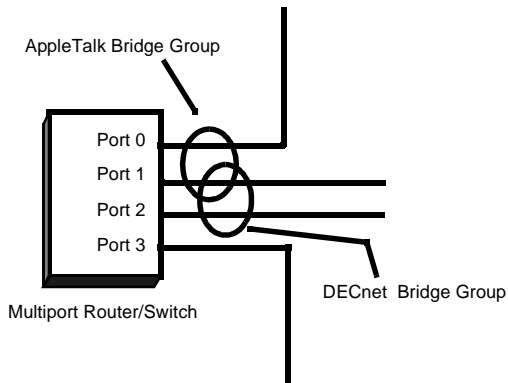 AppleTalk Bridge Group
Port 0
Port 1
Port 2
Port 3
DECnet Bridge Group
Multiport Router/Switch